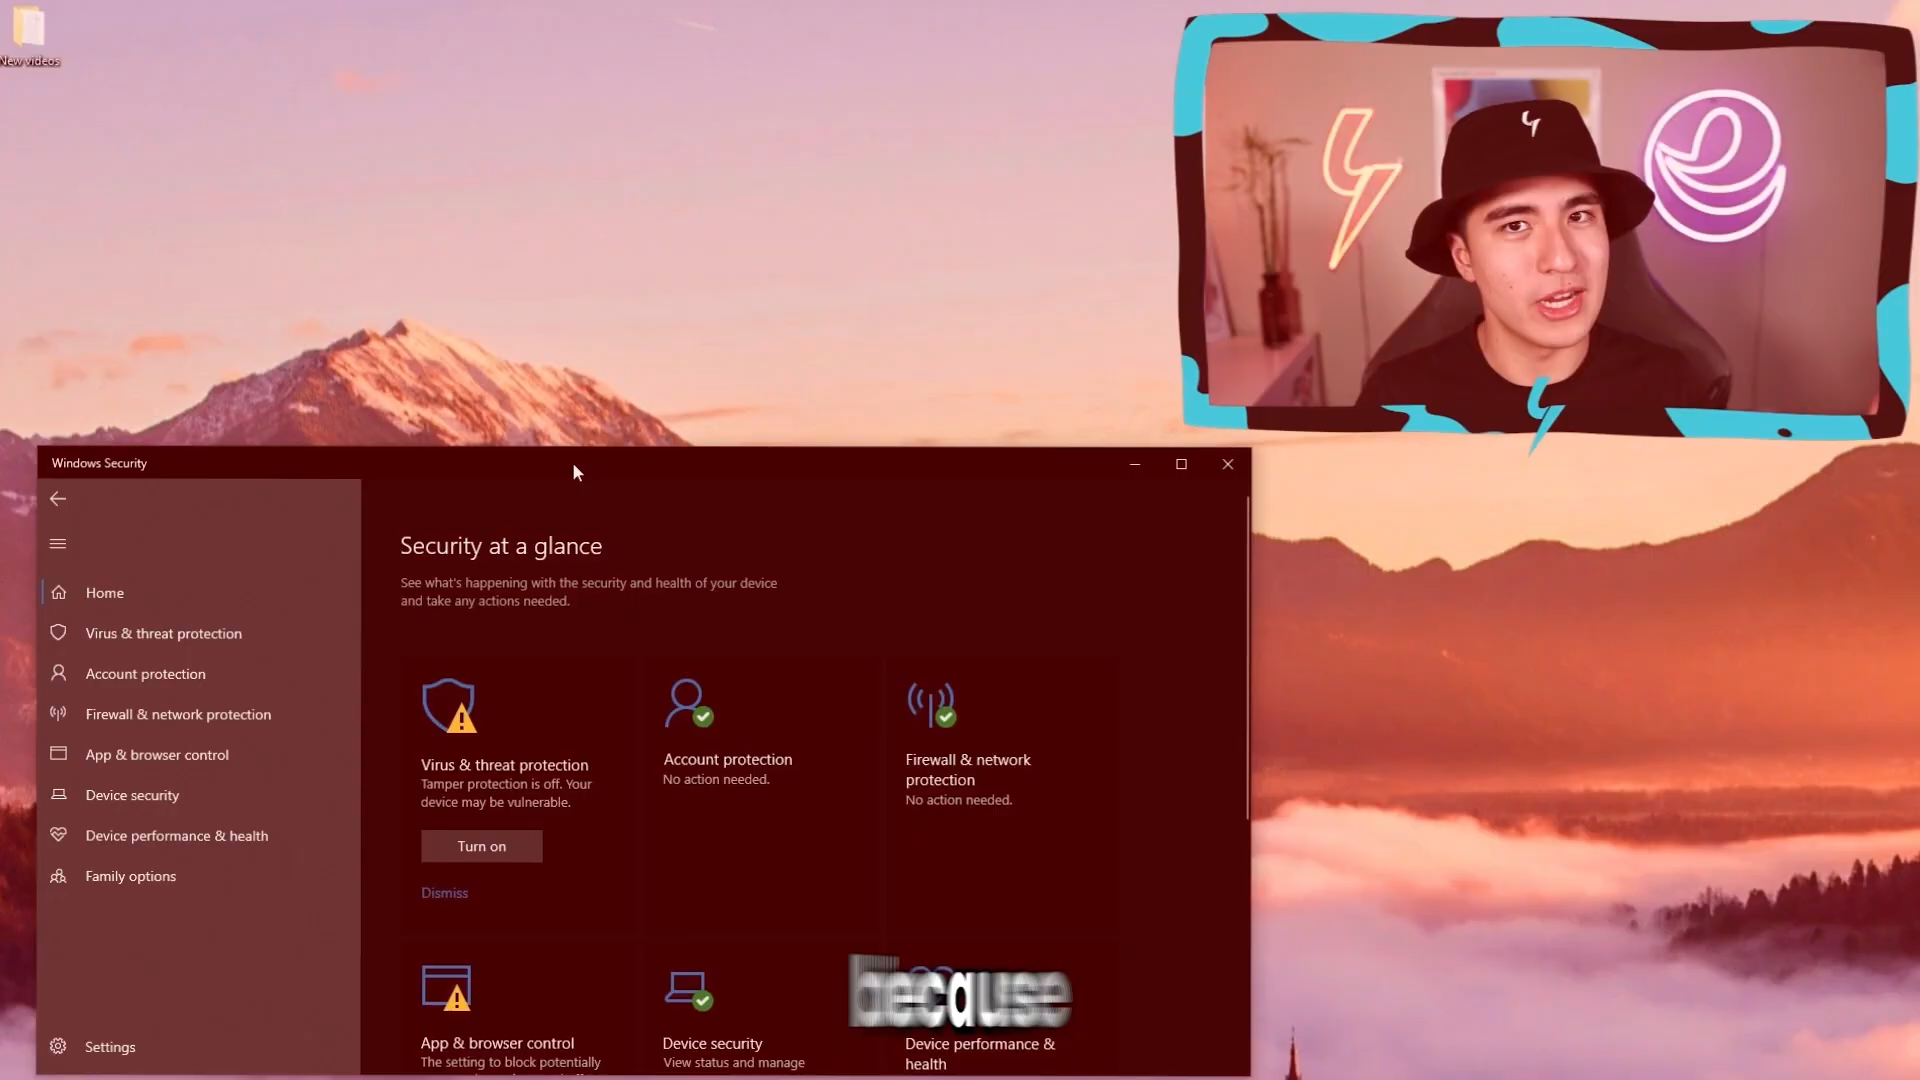 New videos
Windows Security
Home
Virus & threat protection
Account protection
Firewall & network protection
App & browser control
Device security
Device performance & health
Family options
Settings
Security at a glance
See what's happening with the security and health of your device
and take any actions needed.
Virus & threat protection
Tamper protection is off. Your
device may be vulnerable.
Turn on
Dismiss
Account protection
No action needed.
Firewall & network
protection
No action needed.
App & browser control
The setting to block potentially
Device security
View status and manage
Device performance &
health
because